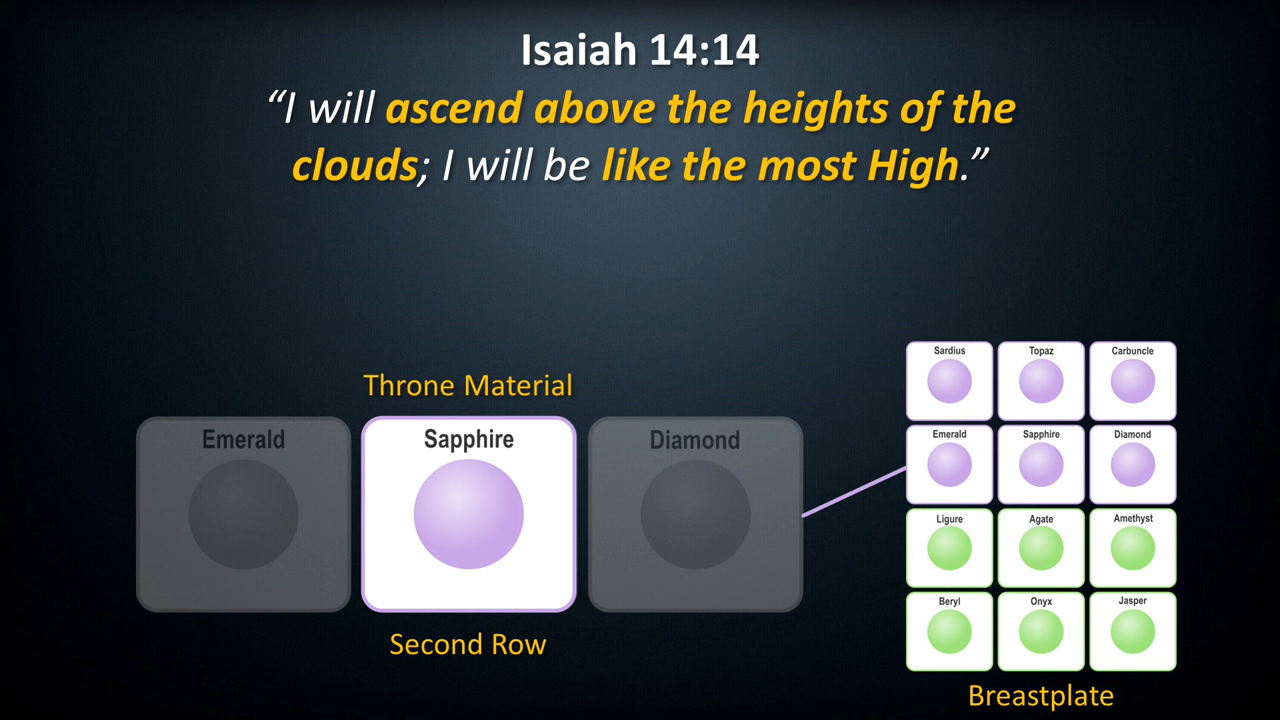 Isaiah 14:14
“I will ascend above the heights of the
clouds; I will be like the most High.”
Throne Material
Emerald
Sapphire
Diamond
Second Row
Sardius
Topaz
Carbuncle
Emerald
Sapphire
Diamond
Ligure
Agate
Amethyst
Beryl
Onyx
Jasper
Breastplate